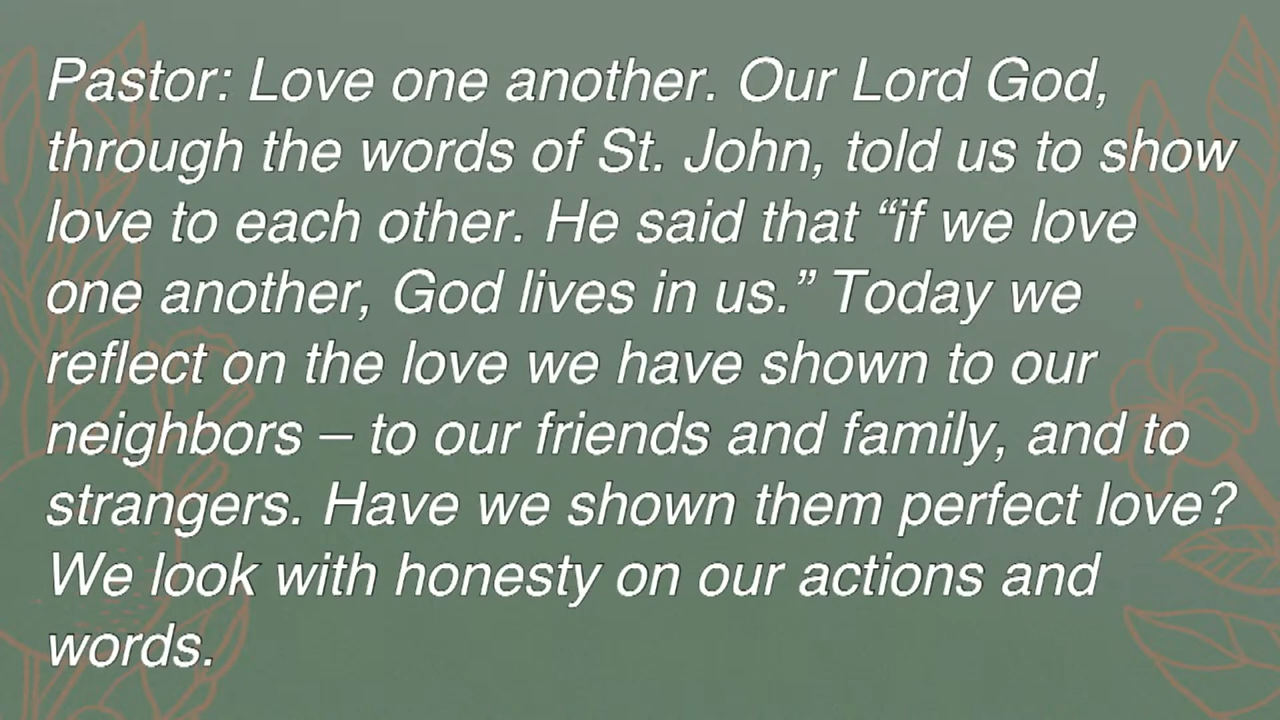 Pastor: Love one another. Our Lord God,
through the words of St. John, told us to show
love to each other. He said that “if we love
one another, God lives in us.” Today we
reflect on the love we have shown to our
neighbors – to our friends and family, and to
strangers. Have we shown them perfect love?
We look with honesty on our actions and
words.